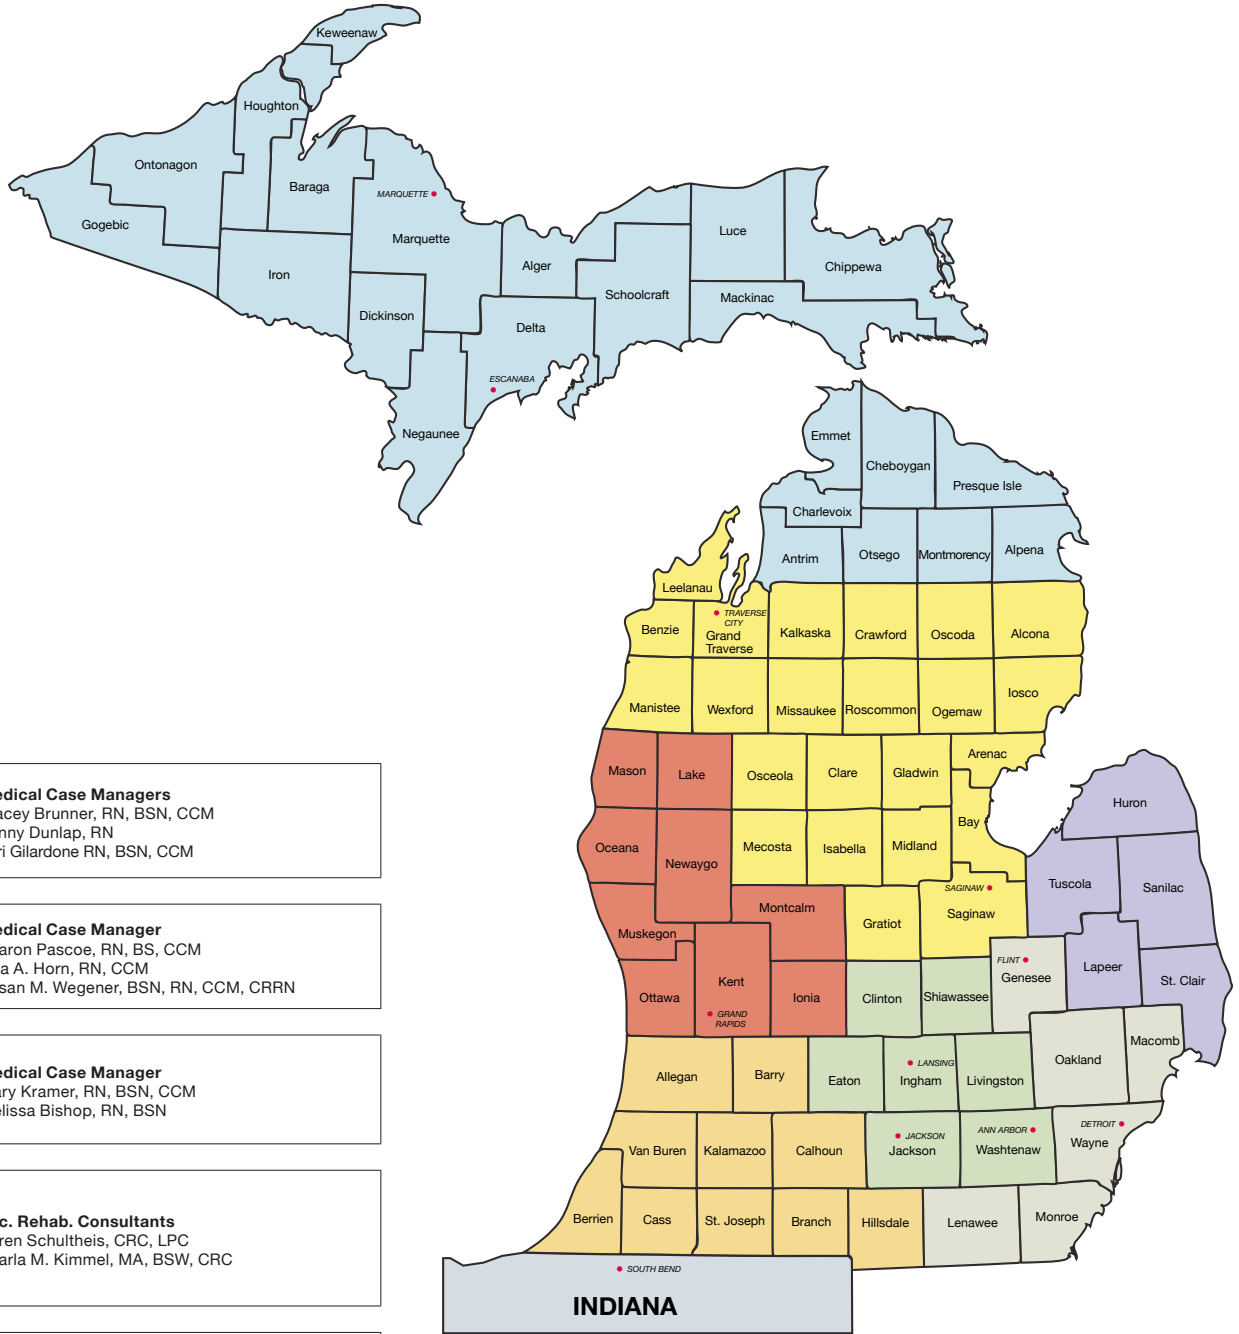 Keweenaw
Houghton
Ontonagon
Baraga
MARQUETTE
Gogebic
Marquette
Luce
Alger
Chippewa
Iron
Schoolcraft
Mackinac
Dickinson
Delta
ESCANABA
Negaunee
Emmet
Cheboygan
Presque Isle
Charlevoix
Antrim
Otsego
Montmorency
Alpena
Leelanau
TRAVERSE
CITY
Benzie
Grand
Traverse
Kalkaska
Crawford
Oscoda
Alcona
Manistee
Wexford
Missaukee
Roscommon
Ogemaw
Iosco
Mason
Lake
Osceola
Clare
Gladwin
Arenac
Huron
Bay
Oceana
Newaygo
Mecosta
Isabella
Midland
Tuscola
Sanilac
SAGINAW
Saginaw
Montcalm
Gratiot
Muskegon
FLINT
Genesee
Lapeer
St. Clair
Ottawa
Kent
GRAND
RAPIDS
Ionia
Clinton
Shiawassee
Macomb
Oakland
Allegan
Barry
Eaton
LANSING
Ingham
Livingston
DETROIT
Wayne
ANN ARBOR
Washtenaw
JACKSON
Jackson
Van Buren
Kalamazoo
Calhoun
Berrien
Cass
St. Joseph
Branch
Hillsdale
Lenawee
Monroe
SOUTH BEND
INDIANA
edical Case Managers
acey Brunner, RN, BSN, CCM
nny Dunlap, RN
ri Gilardone RN, BSN, CCM
edical Case Manager
aron Pascoe, RN, BS, CCM
a A. Horn, RN, CCM
san M. Wegener, BSN, RN, CCM, CRRN
edical Case Manager
ary Kramer, RN, BSN, CCM
elissa Bishop, RN, BSN
c. Rehab. Consultants
ren Schultheis, CRC, LPC
arla M. Kimmel, MA, BSW, CRC